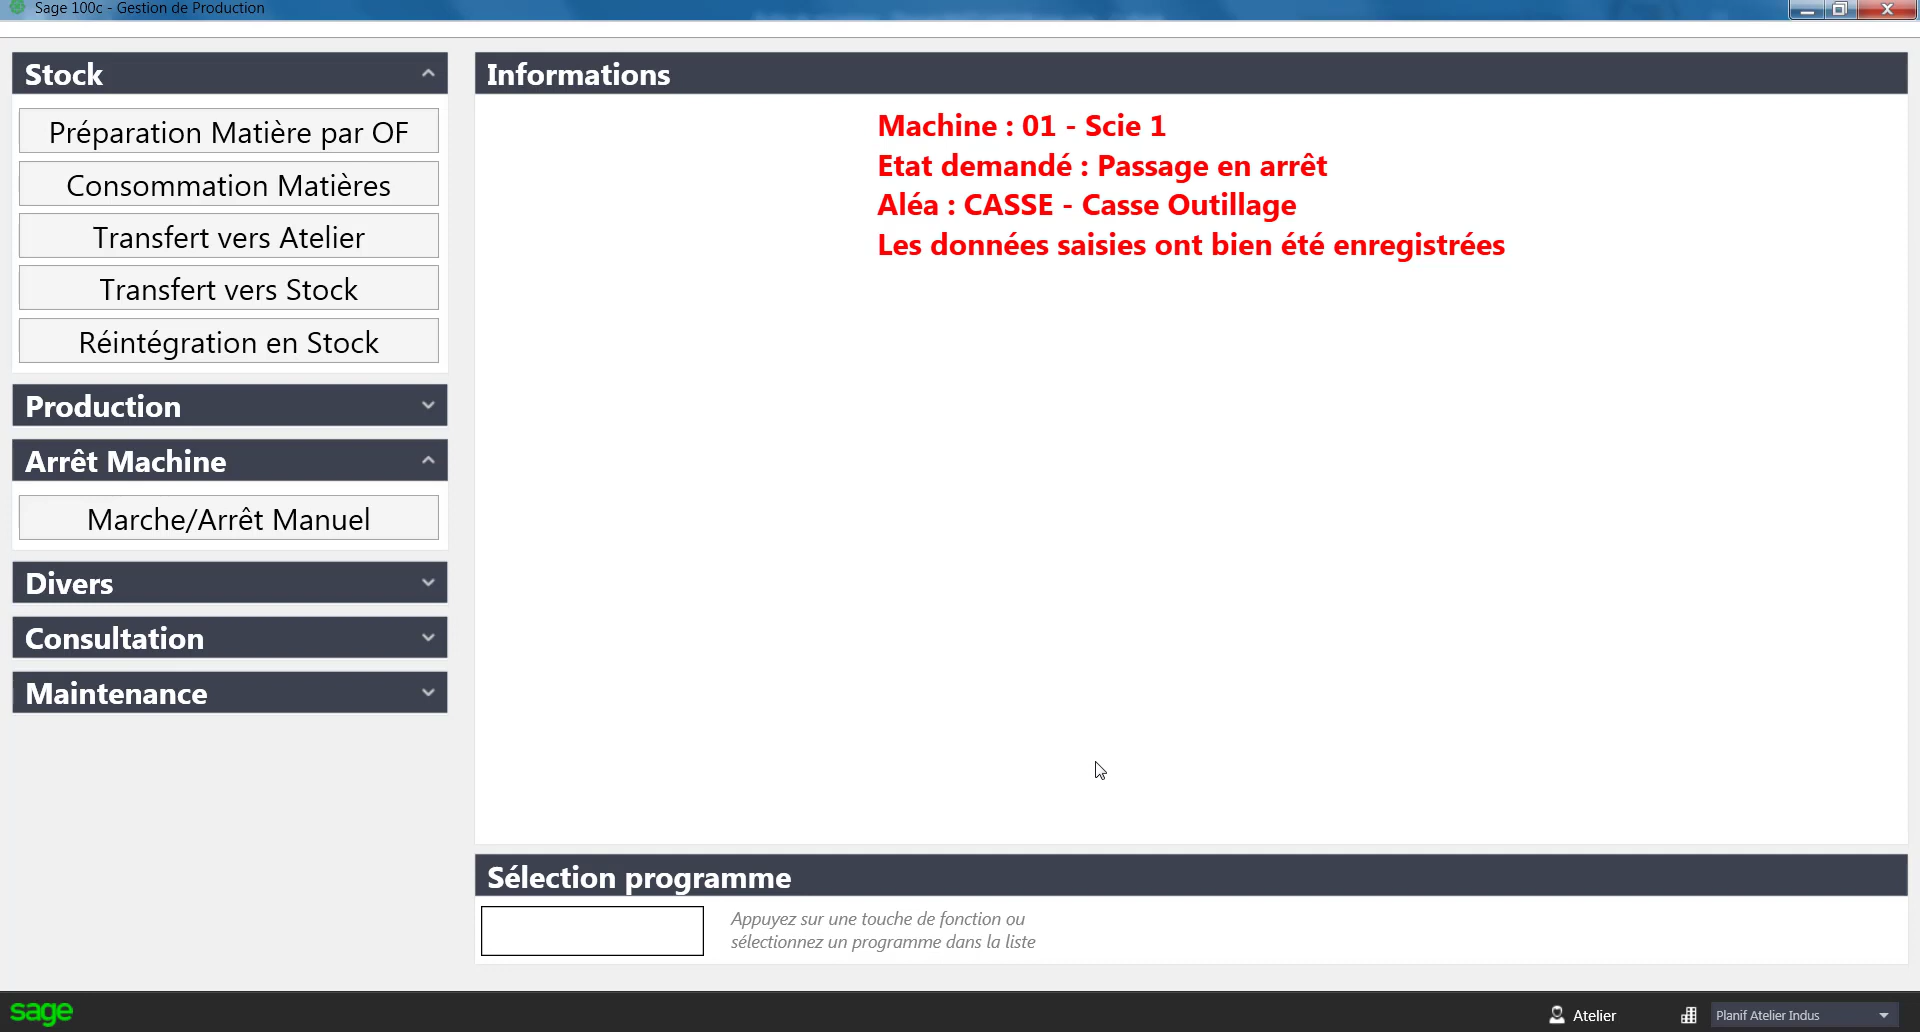 Sage 100c - Gestion de Production
Stock
Préparation Matière par OF
Consommation Matières
Transfert vers Atelier
Transfert vers Stock
Réintégration en Stock
Production
Arrêt Machine
Marche/Arrêt Manuel
Divers
Consultation
Maintenance
Informations
Machine : 01 - Scie 1
Etat demandé : Passage en arrêt
Aléa : CASSE - Casse Outillage
Les données saisies ont bien été enregistrées
Sélection programme
Appuyez sur une touche de fonction ou
sélectionnez un programme dans la liste
sage
Atelier
Planif Atelier Indus